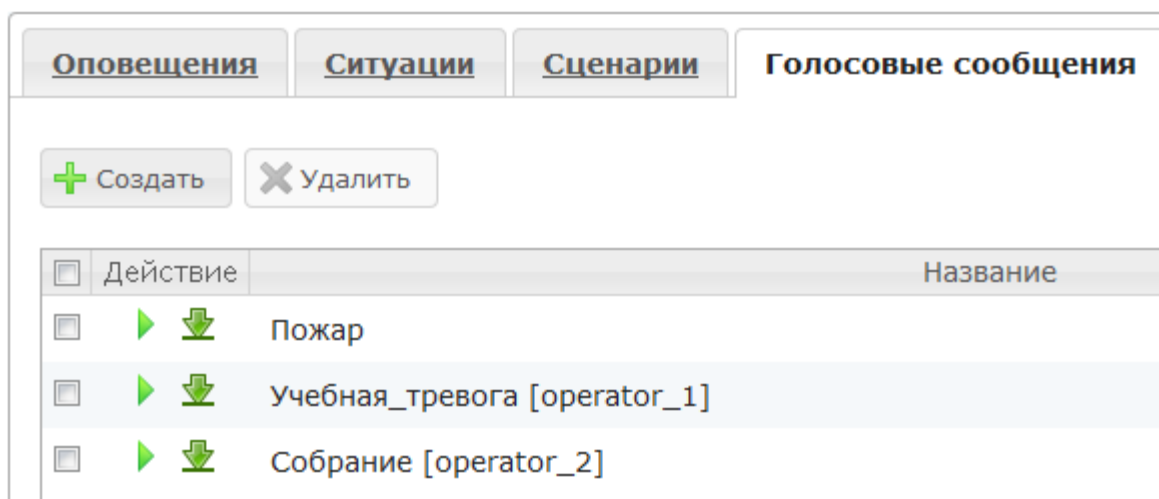 Оповещения Ситуации Сценарии Голосовые сообщения
Создать Удалить
Действие Название
Пожар
Учебная_тревога [operator_1]
Собрание [operator_2]